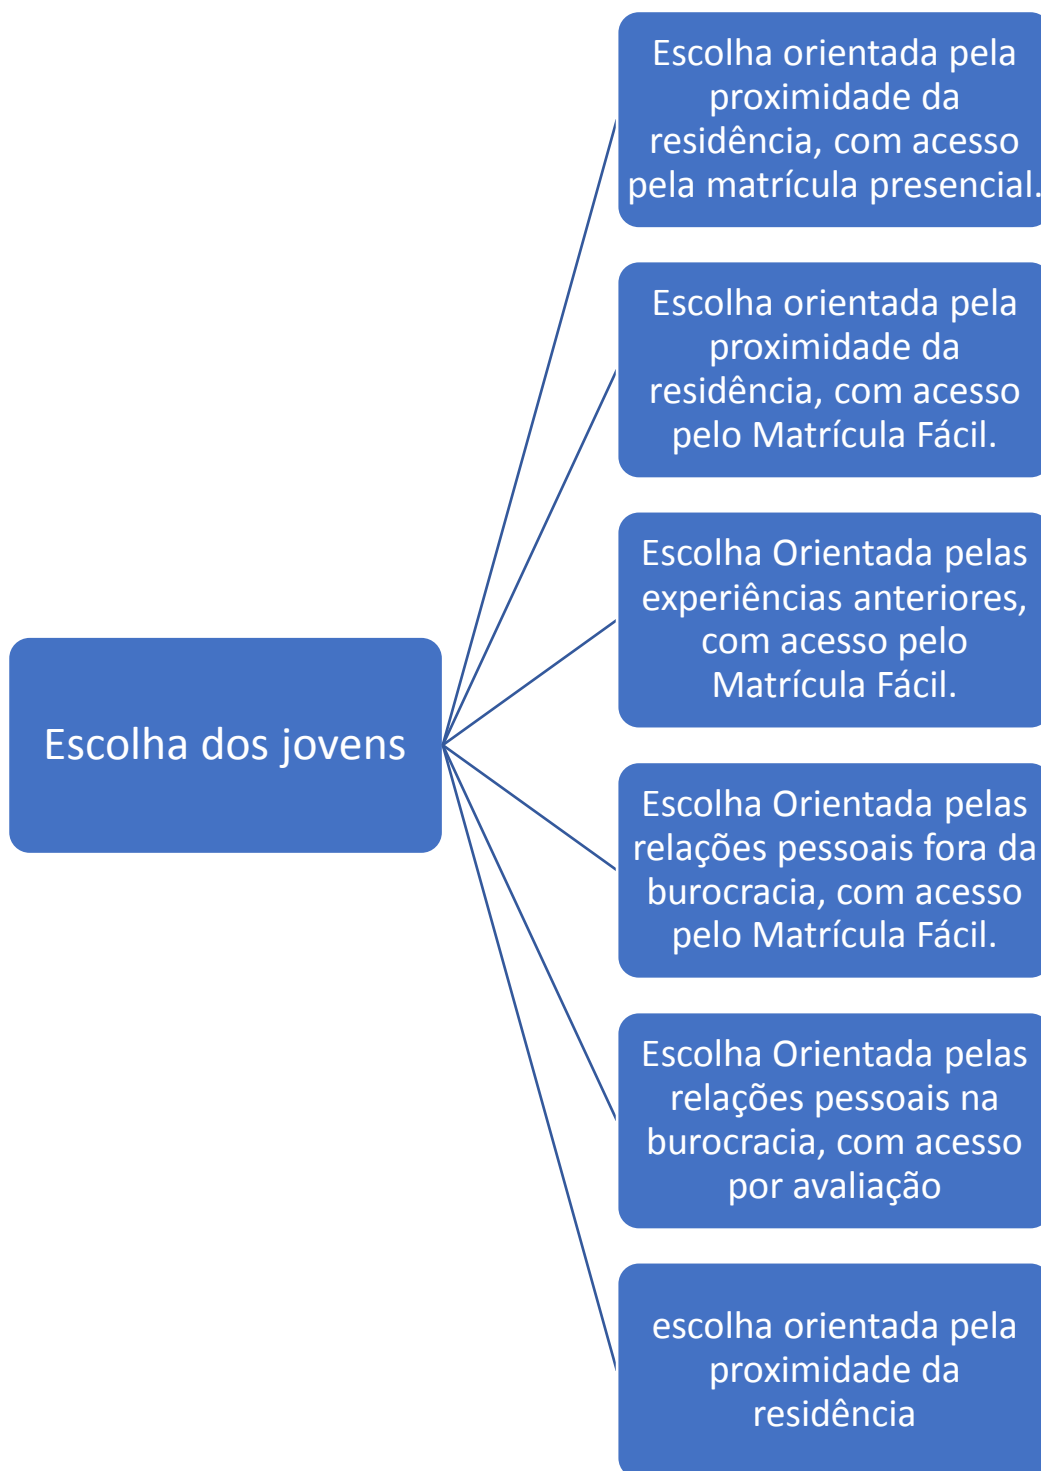 Escolha orientada pela
proximidade da
residência, com acesso
pela matrícula presencial.
Escolha orientada pela
proximidade da
residência, com acesso
pelo Matrícula Fácil.
Escolha Orientada pelas
experiências anteriores,
com acesso pelo
Matrícula Fácil.
Escolha dos jovens
Escolha Orientada pelas
relações pessoais fora da
burocracia, com acesso
pelo Matrícula Fácil.
Escolha Orientada pelas
relações pessoais na
burocracia, com acesso
por avaliação
escolha orientada pela
proximidade da
residência